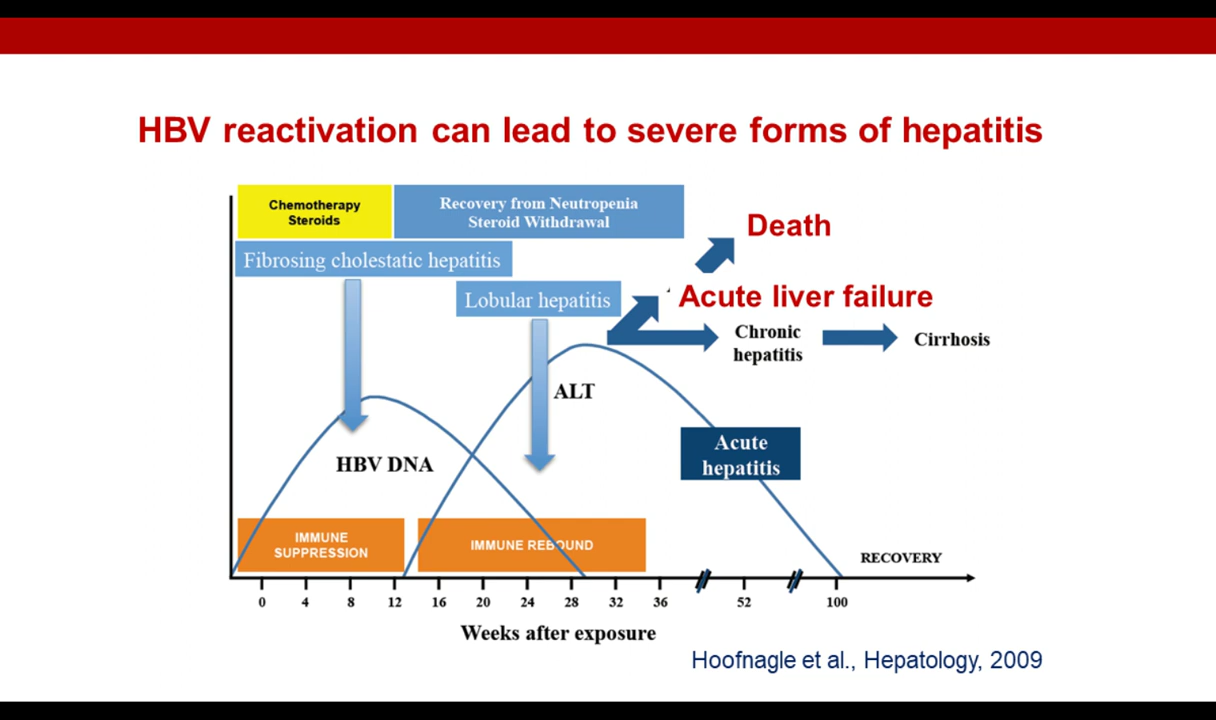 HBV reactivation can lead to severe forms of hepatitis
Chemotherapy
Steroids
Recovery from Neutropenia
Steroid Withdrawal
Death
Fibrosing cholestatic hepatitis
Lobular hepatitis
Acute liver failure
Chronic
hepatitis
Cirrhosis
ALT
HBV DNA
Acute
hepatitis
IMMUNE
SUPPRESSION
IMMUNE REBOUND
RECOVERY
0 4 8 12 16 20 24 28 32 36 52 100
Weeks after exposure
Hoofnagle et al., Hepatology, 2009